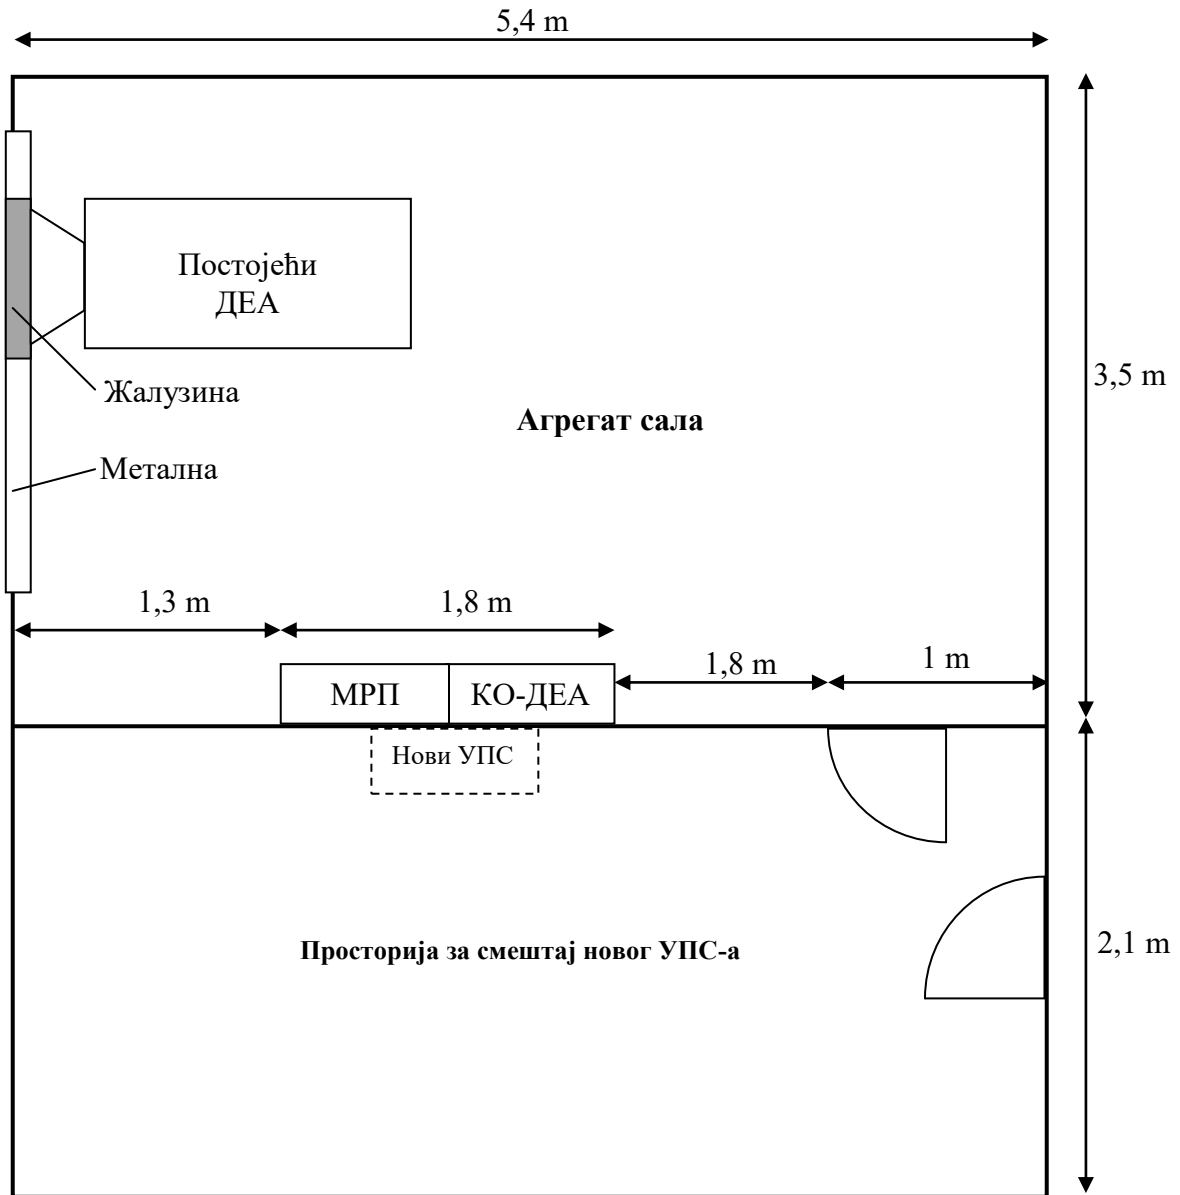 5,4 m
Постојећи
ДЕА
3,5 m
Жалузина
Агрегат сала
Метална
1,3 m
1,8 m
1,8 m
1 m
МРП
КО-ДЕА
Нови УПС
Просторија за смештај новог УПС-а
2,1 m